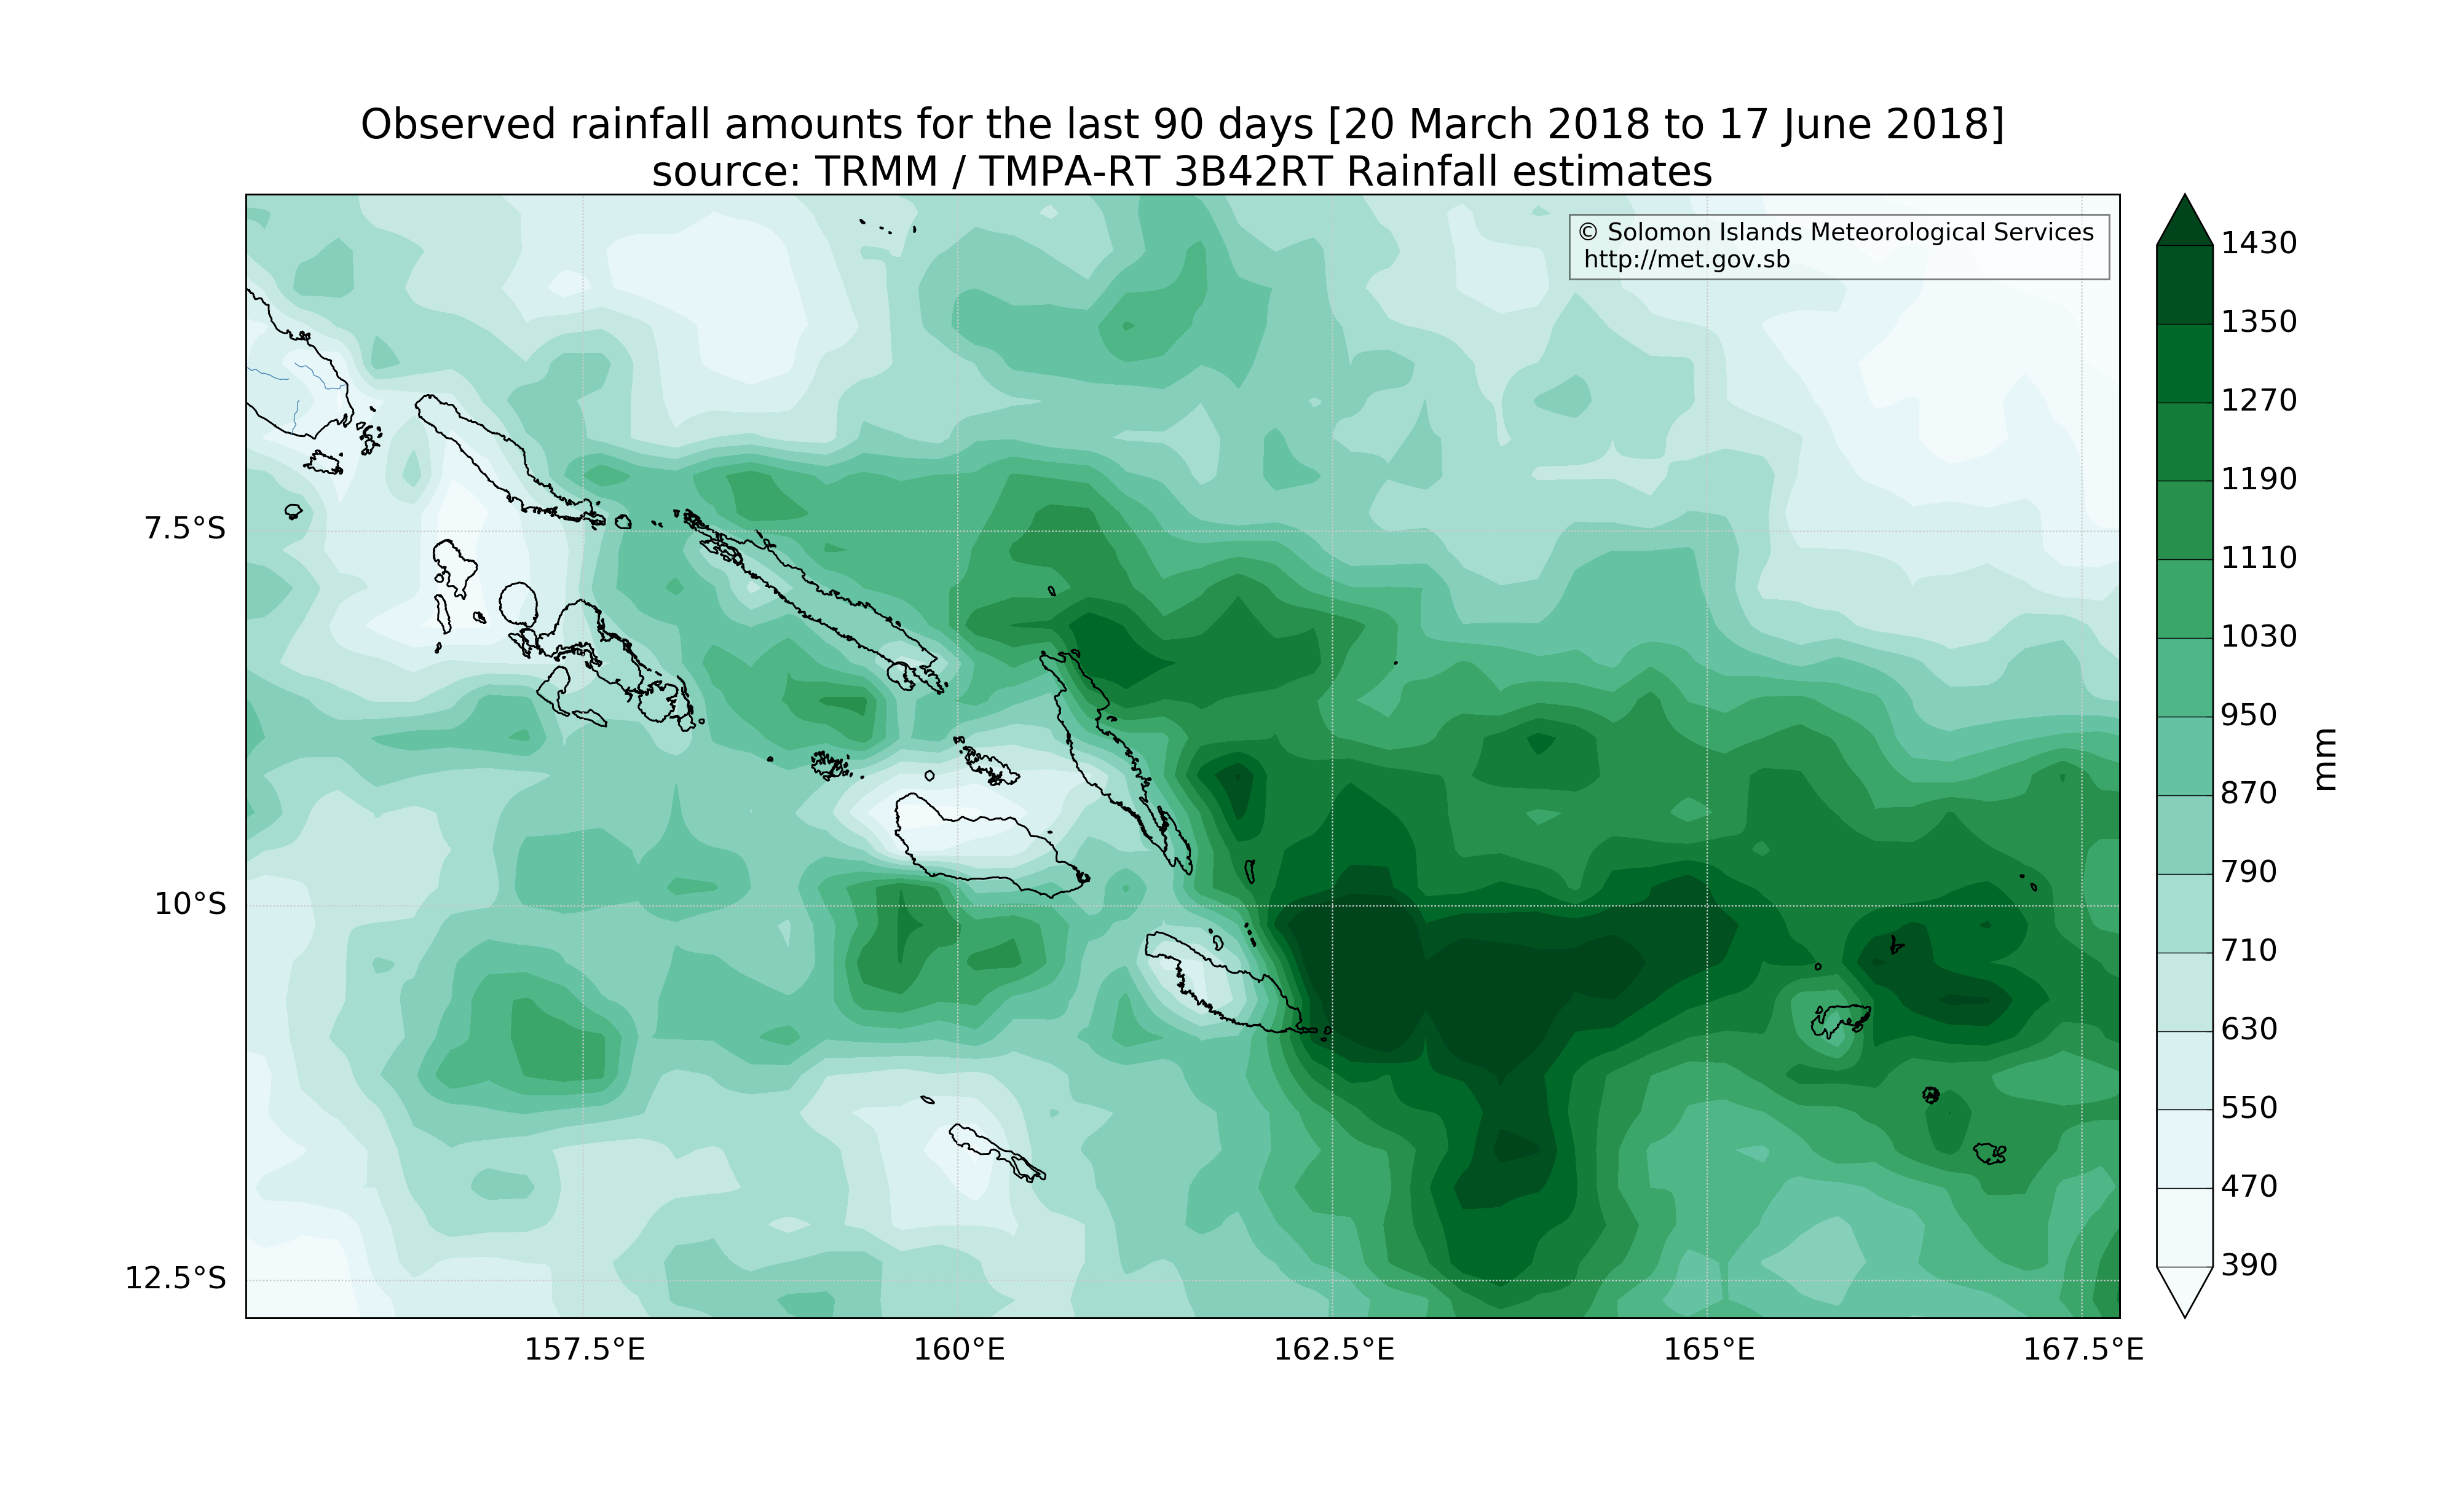 Observed rainfall amounts for the last 90 days [20 March 2018 to 17 June 2018]
source: TRMM / TMPA-RT 3B42RT Rainfall estimates
© Solomon Islands Meteorological Services
http://met.gov.sb
7.5°S
10°S
12.5°S
157.5°E
160°E
162.5°E
165°E
167.5°E
1430
1350
1270
1190
1110
1030
950
870
790
710
630
550
470
390
mm